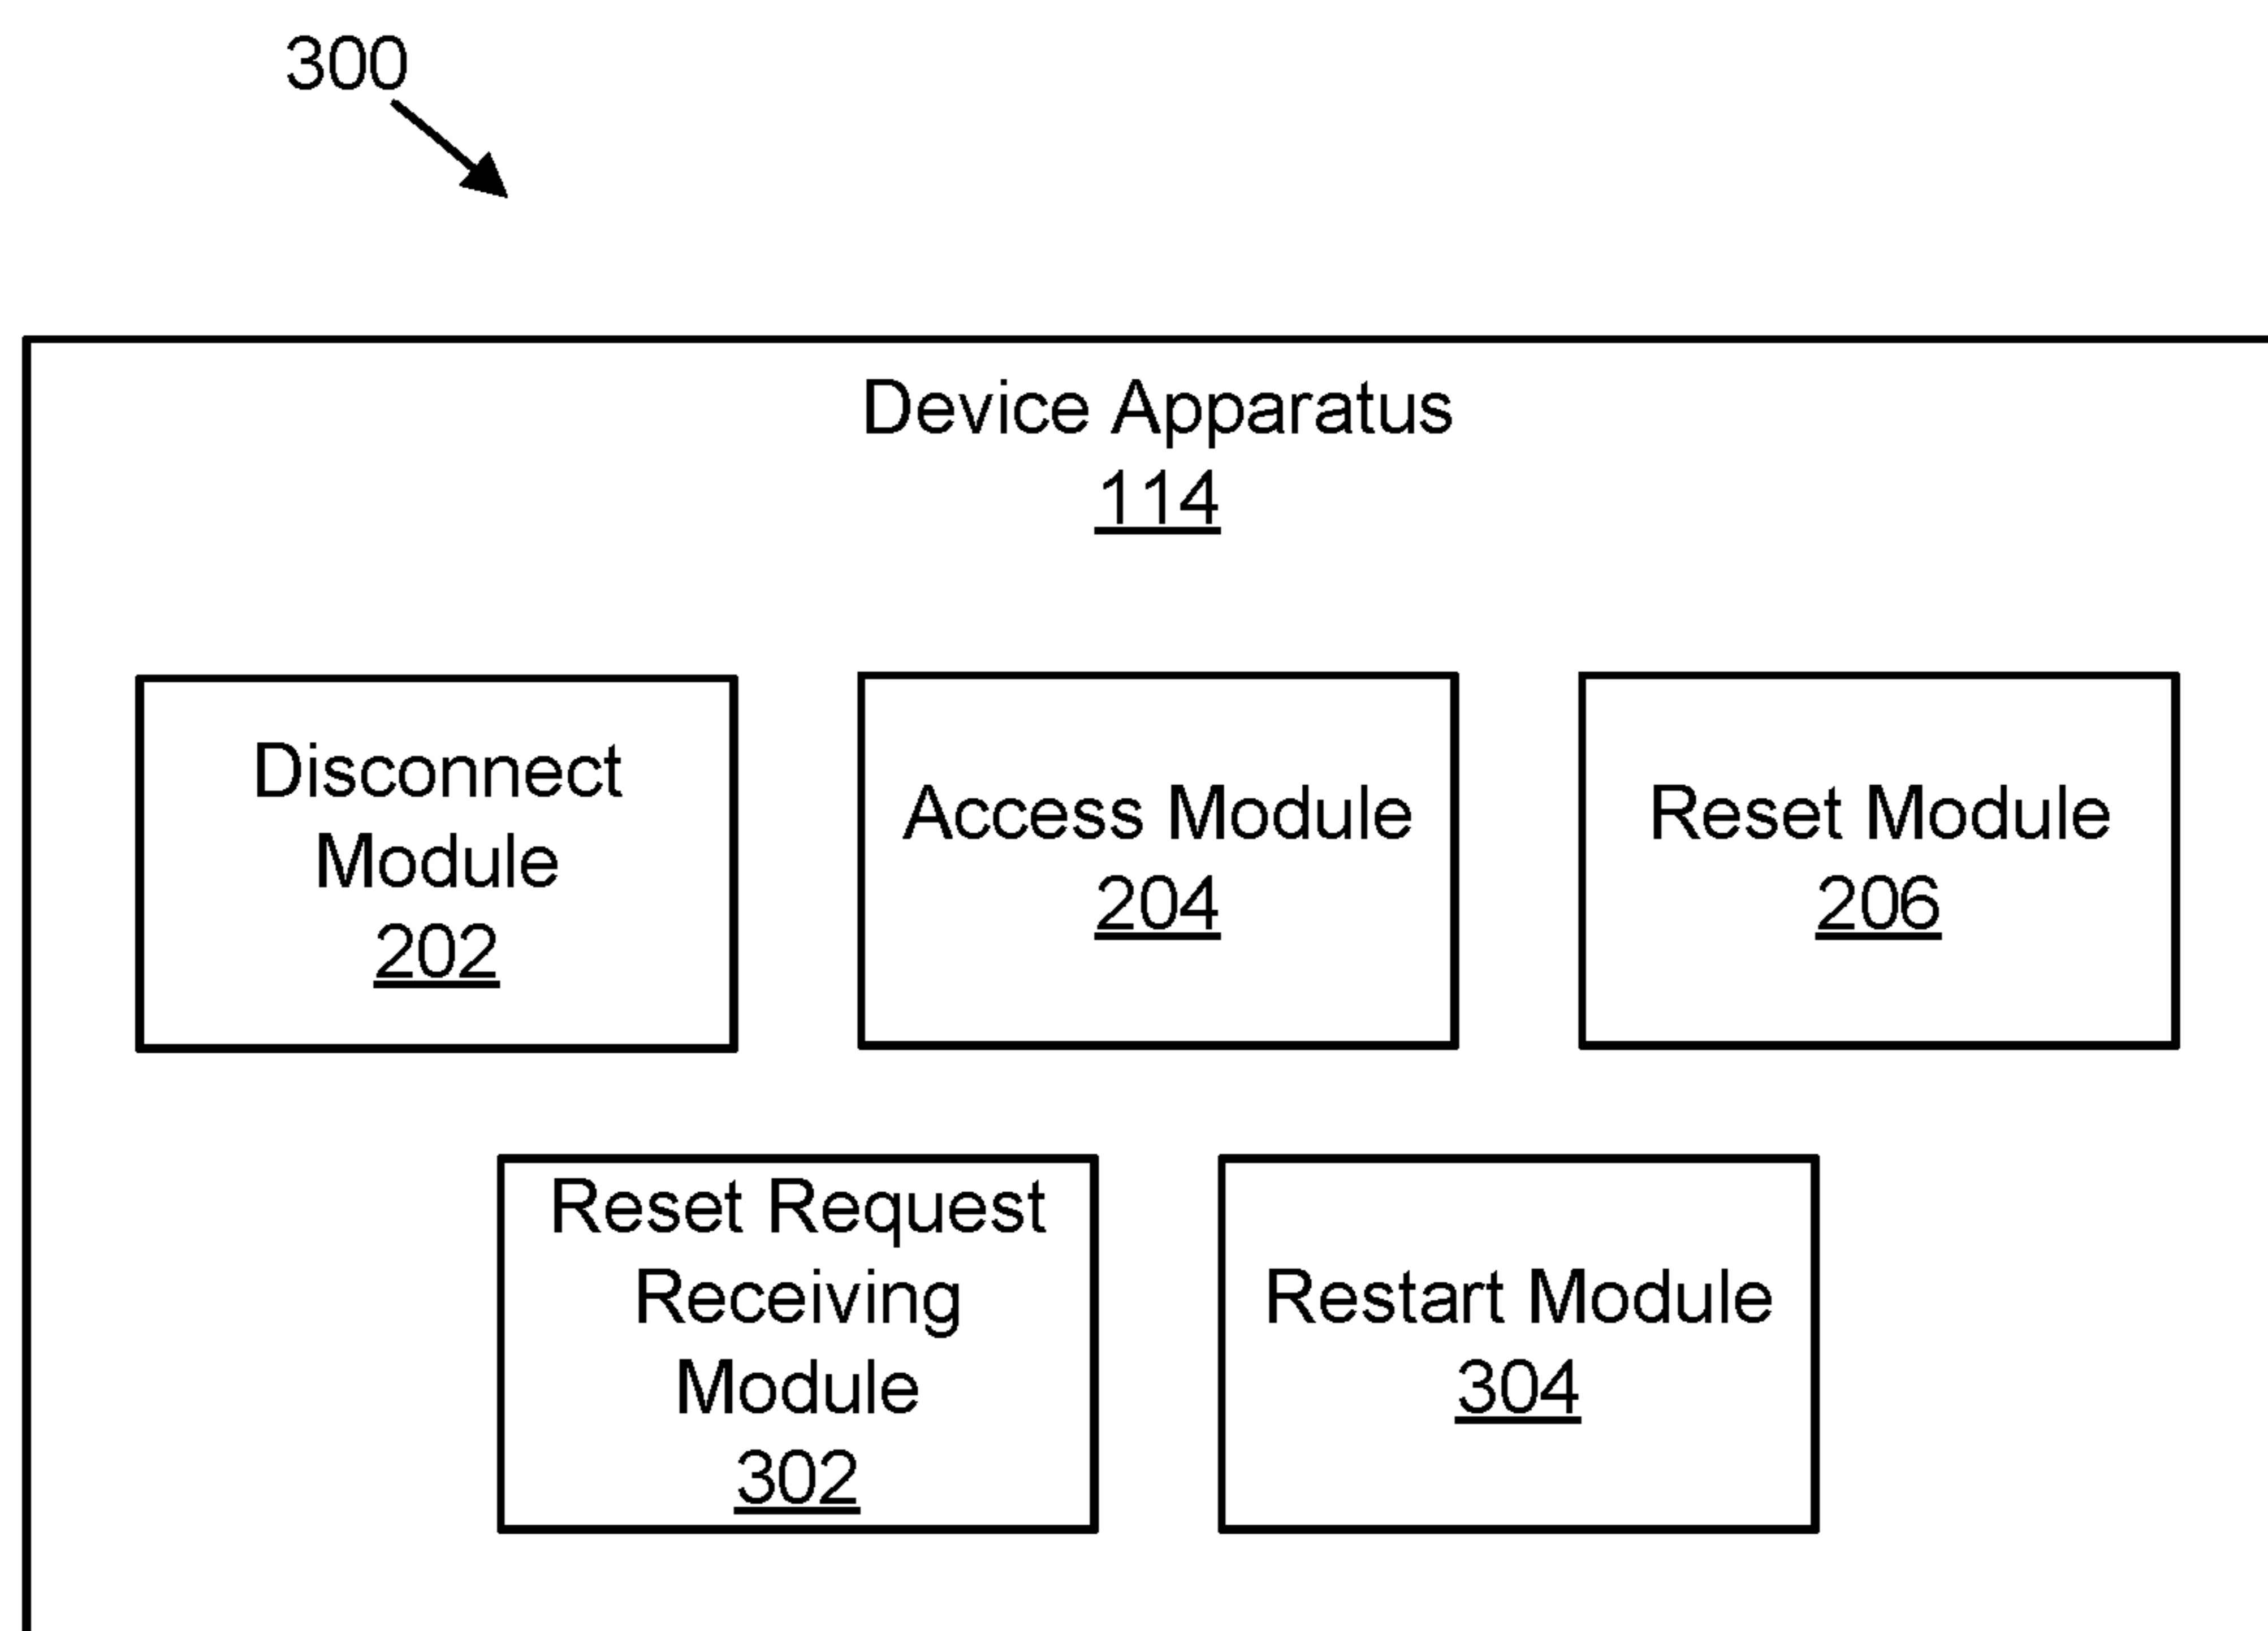 300
Device Apparatus
114
Disconnect
Module
202
Access Module
204
Reset Module
206
Reset Request
Receiving
Module
302
Restart Module
304